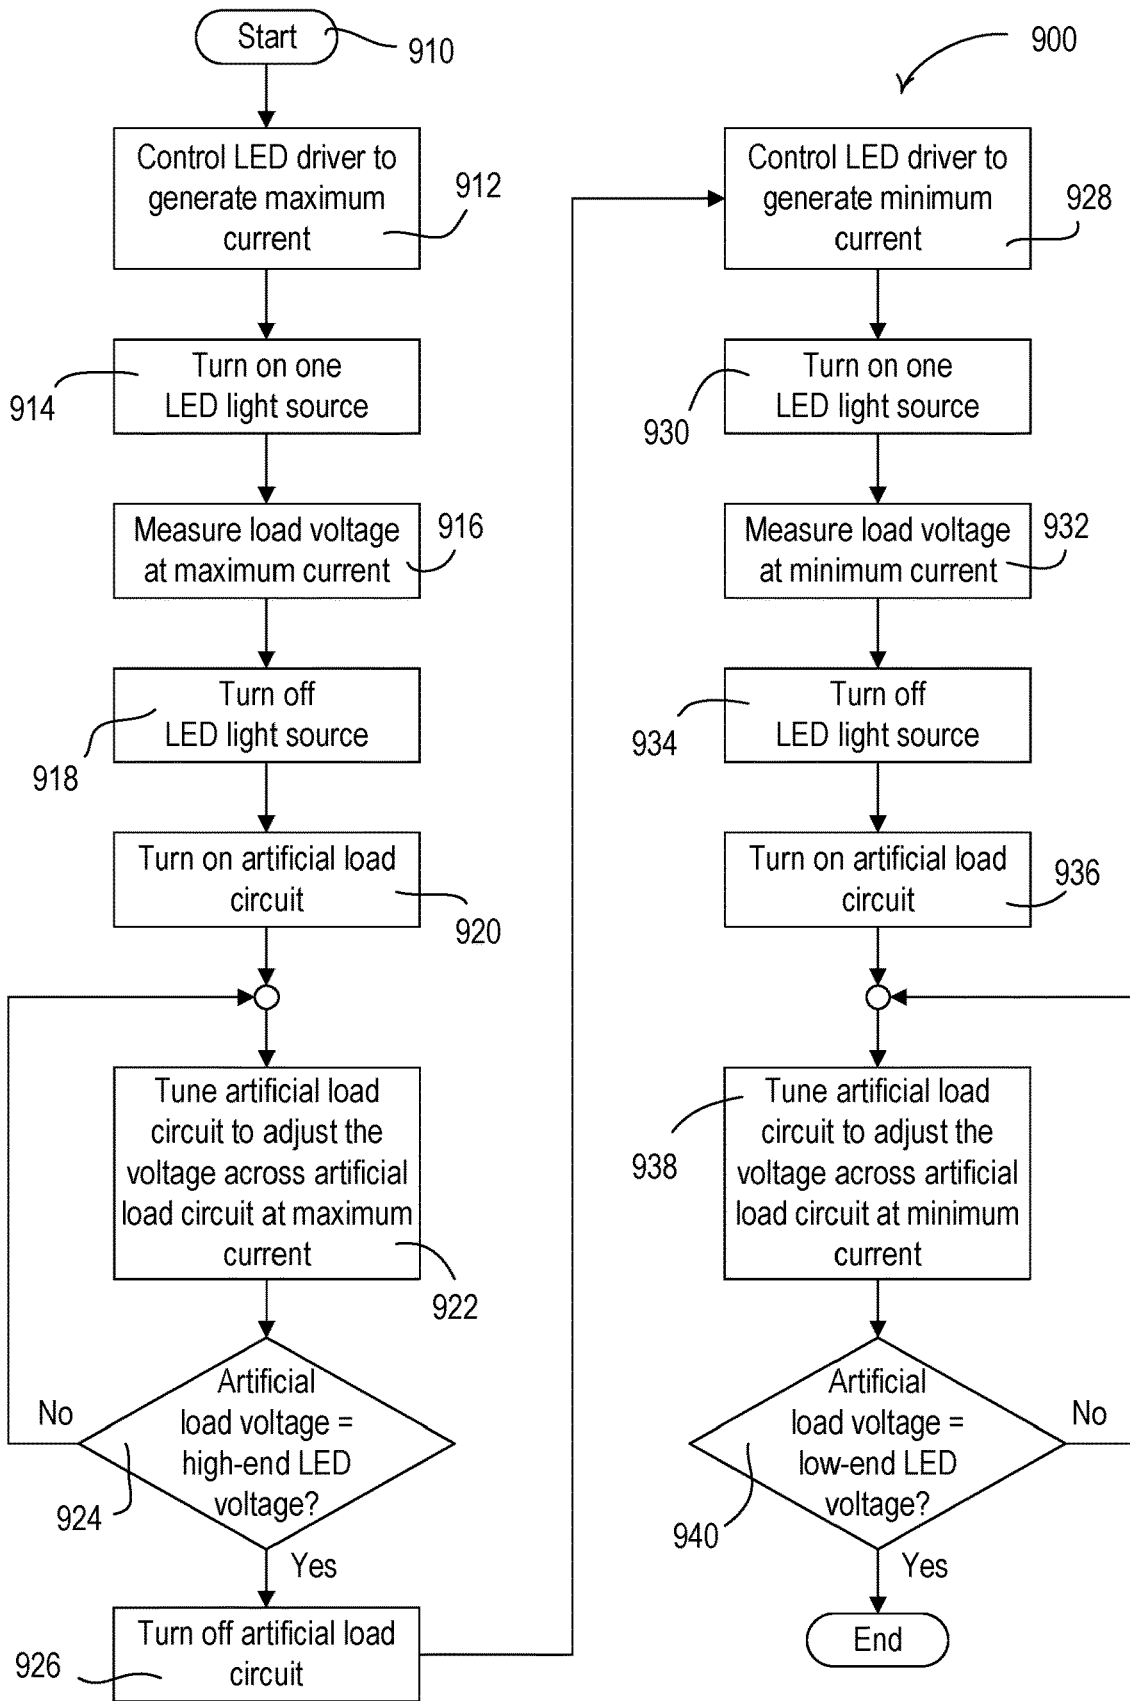 Start
910
Control LED driver to
generate maximum
current
912
Turn on one
LED light source
914
Measure load voltage
at maximum current
916
Turn off
LED light source
918
Turn on artificial load
circuit
920
Tune artificial load
circuit to adjust the
voltage across artificial
load circuit at maximum
current
922
Artificial
load voltage =
high-end LED
voltage?
No
924
Yes
Turn off artificial load
circuit
926
900
Control LED driver to
generate minimum
current
928
Turn on one
LED light source
930
Measure load voltage
at minimum current
932
Turn off
LED light source
934
Turn on artificial load
circuit
936
Tune artificial load
circuit to adjust the
voltage across artificial
load circuit at minimum
current
938
Artificial
load voltage =
low-end LED
voltage?
No
940
Yes
End